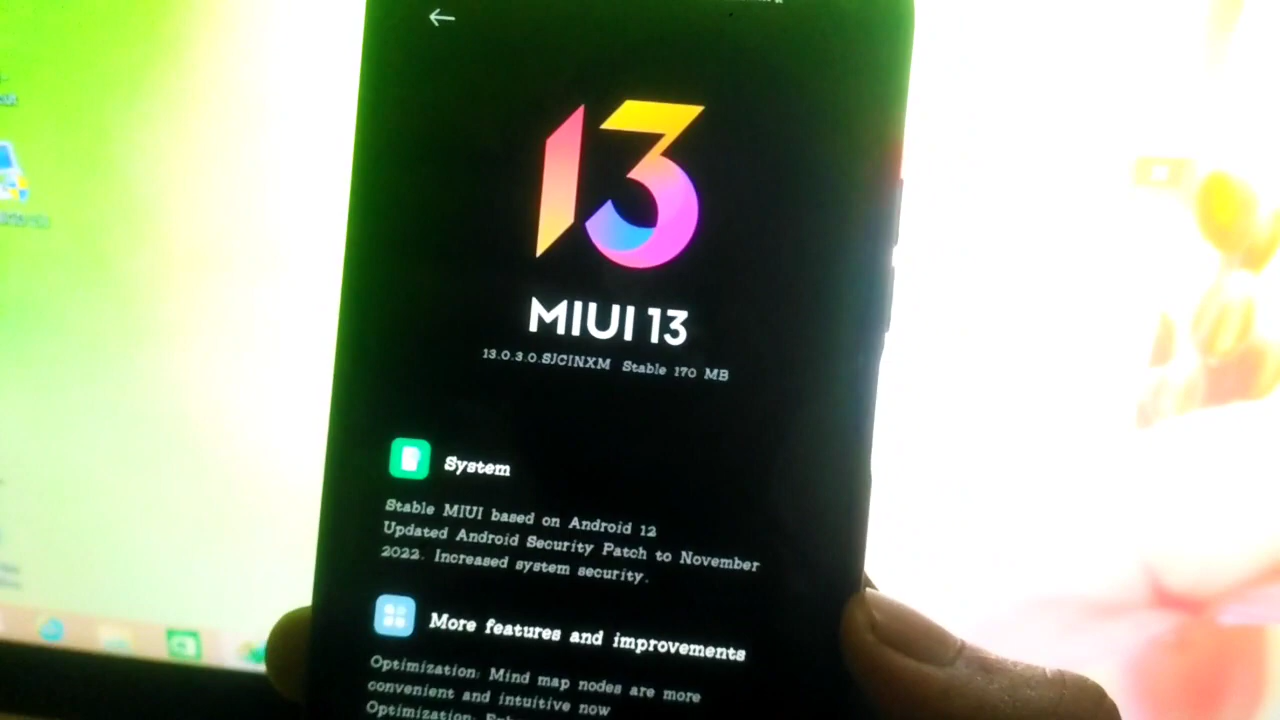 13
MIUI 13
13.0.3.0.SJCINXM Stable 170 MB
System
Stable MIUI based on Android 12
Updated Android Security Patch to November
2022. Increased system security.
More features and improvements
Optimization: Mind map nodes are more
convenient and intuitive now
Optimization: